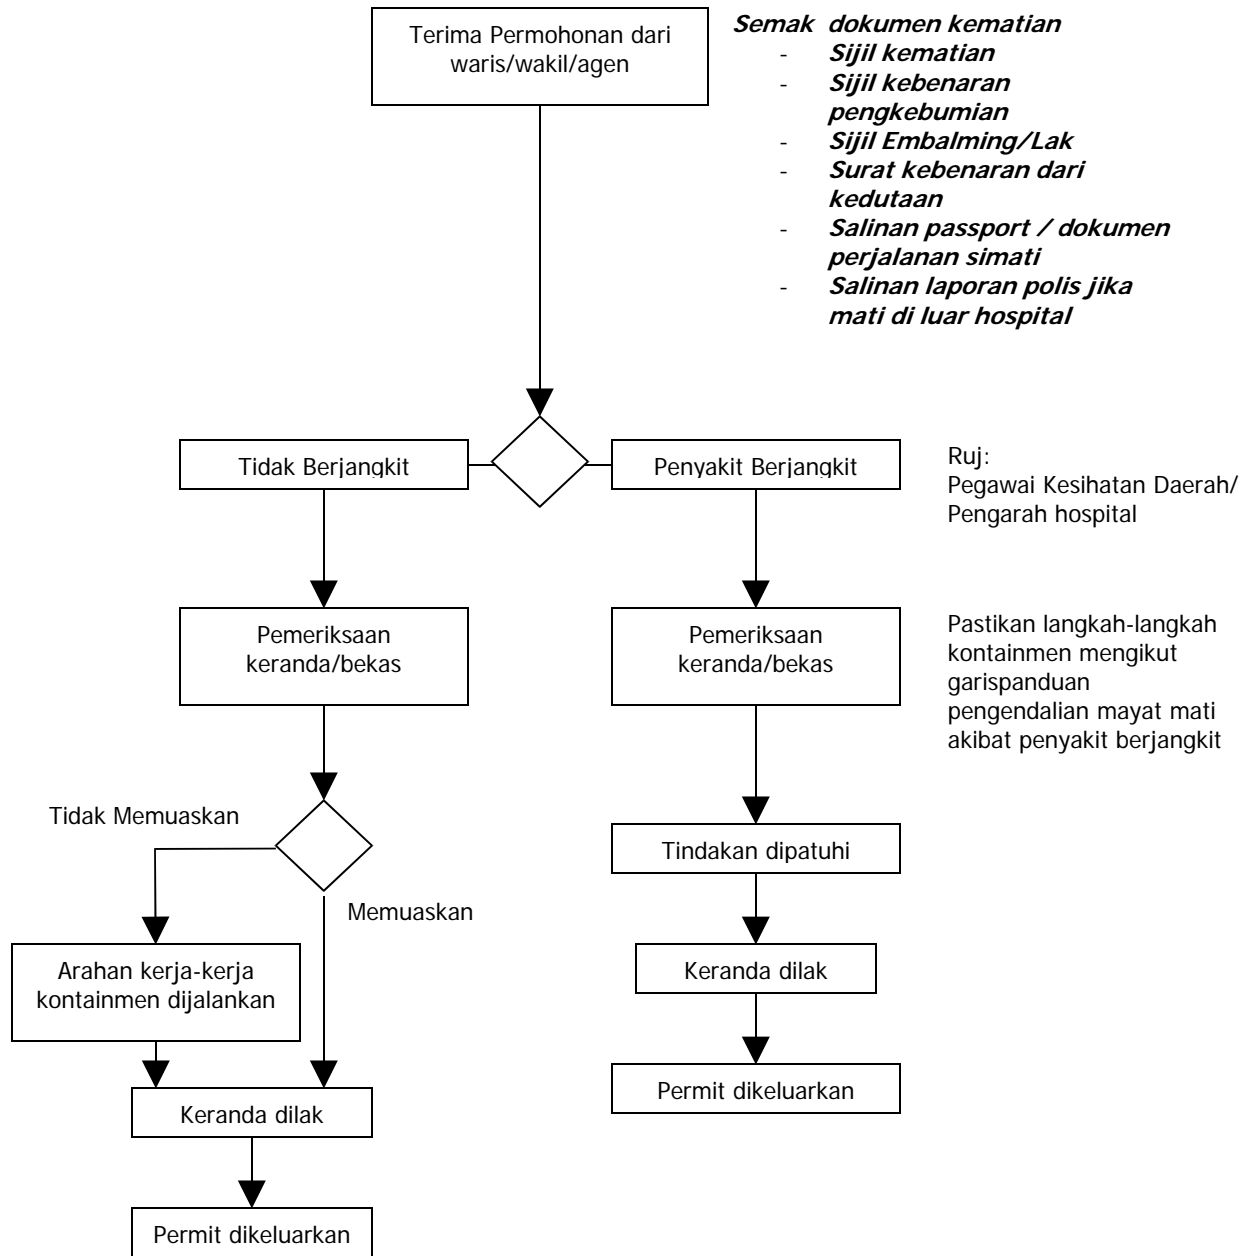 Terima Permohonan dari
waris/wakil/agen
Semak dokumen kematian
- Sijil kematian
- Sijil kebenaran
pengkebumian
- Sijil Embalming/Lak
- Surat kebenaran dari
kedutaan
- Salinan passport / dokumen
perjalanan simati
- Salinan laporan polis jika
mati di luar hospital
Tidak Berjangkit
Penyakit Berjangkit
Ruj:
Pegawai Kesihatan Daerah/
Pengarah hospital
Pemeriksaan
keranda/bekas
Pemeriksaan
keranda/bekas
Pastikan langkah-langkah
kontainmen mengikut
garispanduan
pengendalian mayat mati
akibat penyakit berjangkit
Tidak Memuaskan
Memuaskan
Tindakan dipatuhi
Arahan kerja-kerja
kontainmen dijalankan
Keranda dilak
Permit dikeluarkan
Keranda dilak
Permit dikeluarkan